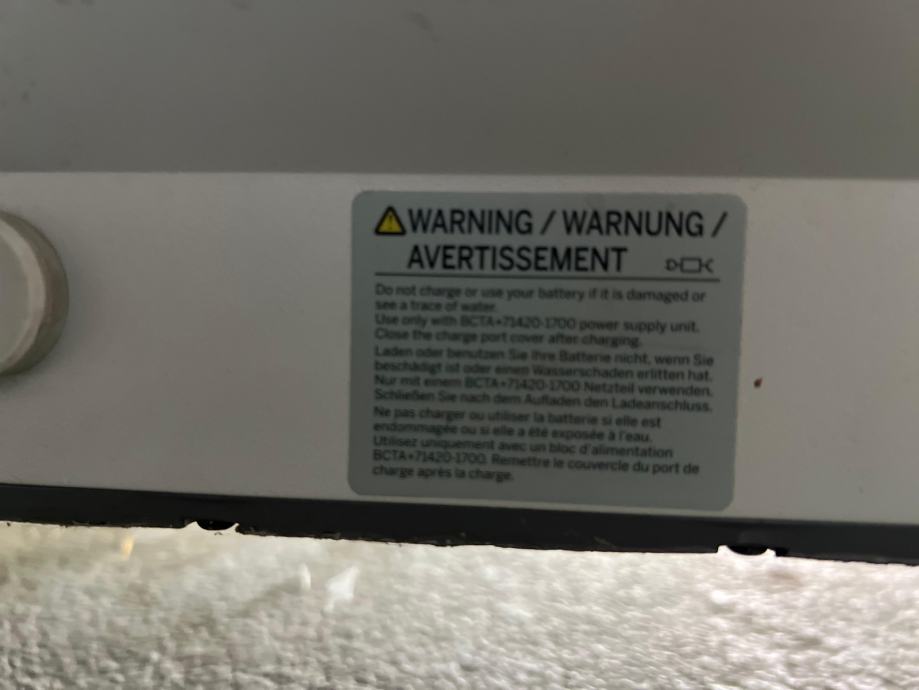 WARNING / WARNUNG /
AVERTISSEMENT
Do not charge or use your battery if it is damaged or
see a trace of water.
Use only with BCTA+71420-1700 power supply unit.
Close the charge port cover after charging.
Laden oder benutzen Sie Ihre Batterie nicht, wenn Sie
beschädigt ist oder einen Wasserschaden erlitten hat.
Nur mit einem BCTA+71420-1700 Netzteil verwenden.
Schließen Sie nach dem Aufladen den Ladeanschluss.
Ne pas charger ou utiliser la batterie si elle est
endommagée ou si elle a été exposée à l'eau.
Utilisez uniquement avec un bloc d'alimentation
BCTA+71420-1700. Remettre le couvercle du port de
charge après la charge.